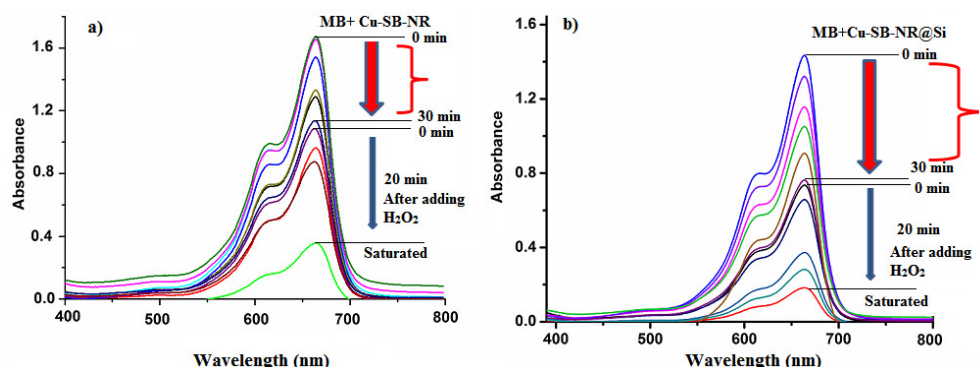 a)
MB+ Cu-SB-NR
0 min
30 min
0 min
20 min
After adding
H₂O₂
Saturated
Absorbance
1.6
1.2
0.8
0.4
0.0
400 500 600 700 800
Wavelength (nm)
b)
MB+Cu-SB-NR@Si
0 min
30 min
0 min
20 min
After adding
H₂O₂
Saturated
Absorbance
1.6
1.2
0.8
0.4
0.0
400 500 600 700 800
Wavelength (nm)